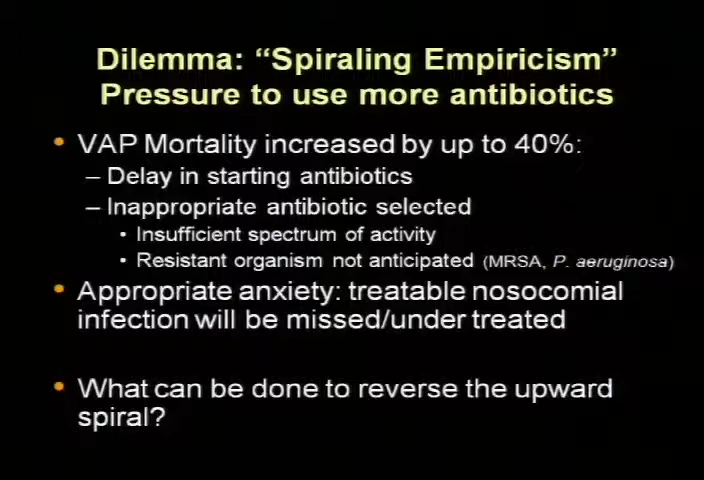 Dilemma: “Spiraling Empiricism”
Pressure to use more antibiotics
• VAP Mortality increased by up to 40%:
– Delay in starting antibiotics
– Inappropriate antibiotic selected
• Insufficient spectrum of activity
• Resistant organism not anticipated (MRSA, P. aeruginosa)
• Appropriate anxiety: treatable nosocomial
infection will be missed/under treated
• What can be done to reverse the upward
spiral?